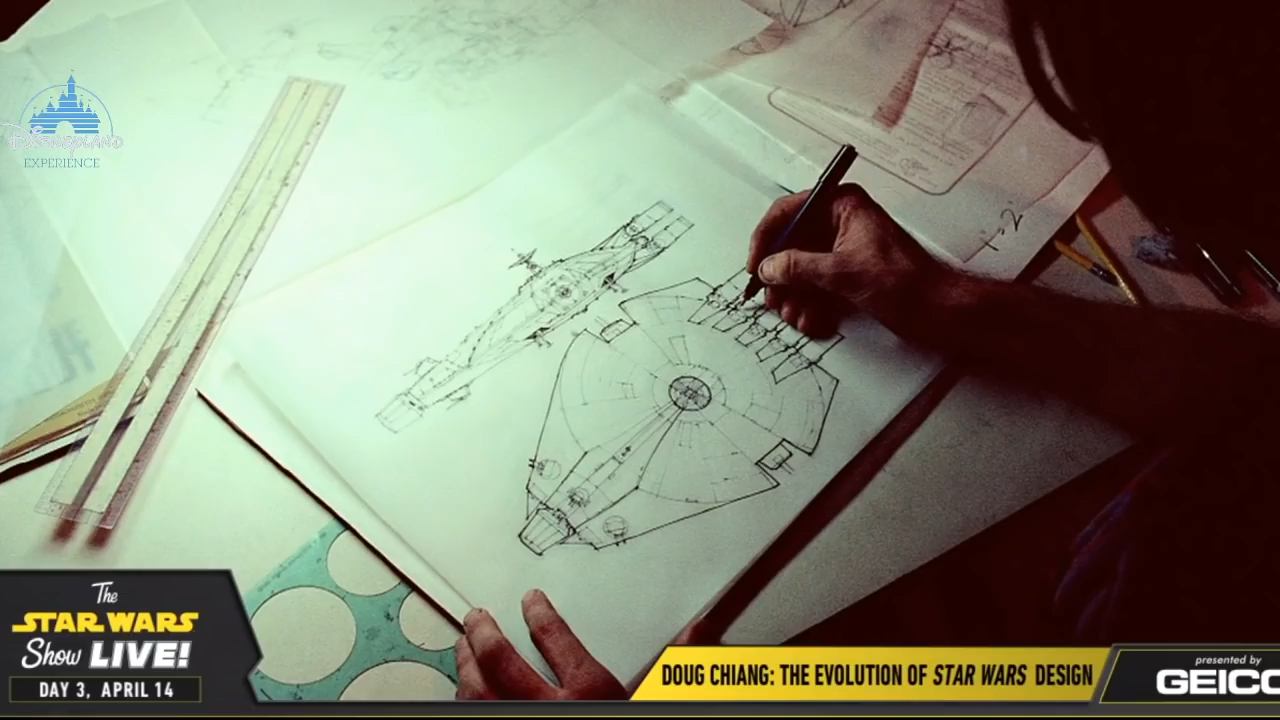 DISNEYLAND
EXPERIENCE
The
STAR WARS
Show LIVE!
DAY 3, APRIL 14
DOUG CHIANG: THE EVOLUTION OF STAR WARS DESIGN
presented by
GEICO